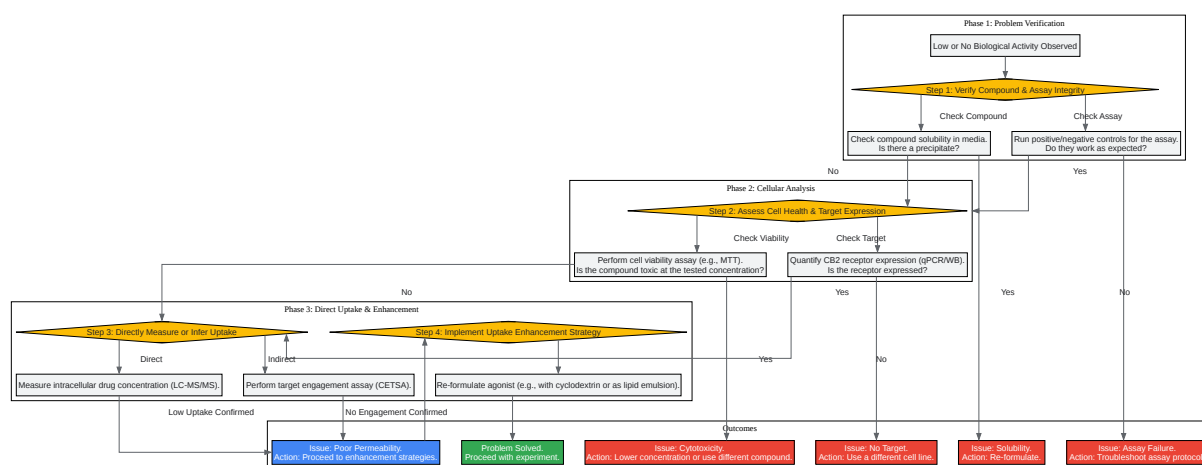 Phase 1: Problem Verification
Low or No Biological Activity Observed
Step 1: Verify Compound & Assay Integrity
Check Compound
Check Assay
Check compound solubility in media.
Is there a precipitate?
Run positive/negative controls for the assay.
Do they work as expected?
No
Yes
Phase 2: Cellular Analysis
Step 2: Assess Cell Health & Target Expression
Check Viability
Check Target
Perform cell viability assay (e.g., MTT).
Is the compound toxic at the tested concentration?
Quantify CB2 receptor expression (qPCR/WB).
Is the receptor expressed?
No
Yes
Yes
No
Phase 3: Direct Uptake & Enhancement
Step 3: Directly Measure or Infer Uptake
Step 4: Implement Uptake Enhancement Strategy
Direct
Indirect
Yes
No
Measure intracellular drug concentration (LC-MS/MS).
Perform target engagement assay (CETSA).
Re-formulate agonist (e.g., with cyclodextrin or as lipid emulsion).
Low Uptake Confirmed
No Engagement Confirmed
Outcomes
Issue: Poor Permeability.
Action: Proceed to enhancement strategies.
Problem Solved.
Proceed with experiment.
Issue: Cytotoxicity.
Action: Lower concentration or use different compound.
Issue: No Target.
Action: Use a different cell line.
Issue: Solubility.
Action: Re-formulate.
Issue: Assay Failure.
Action: Troubleshoot assay protocol